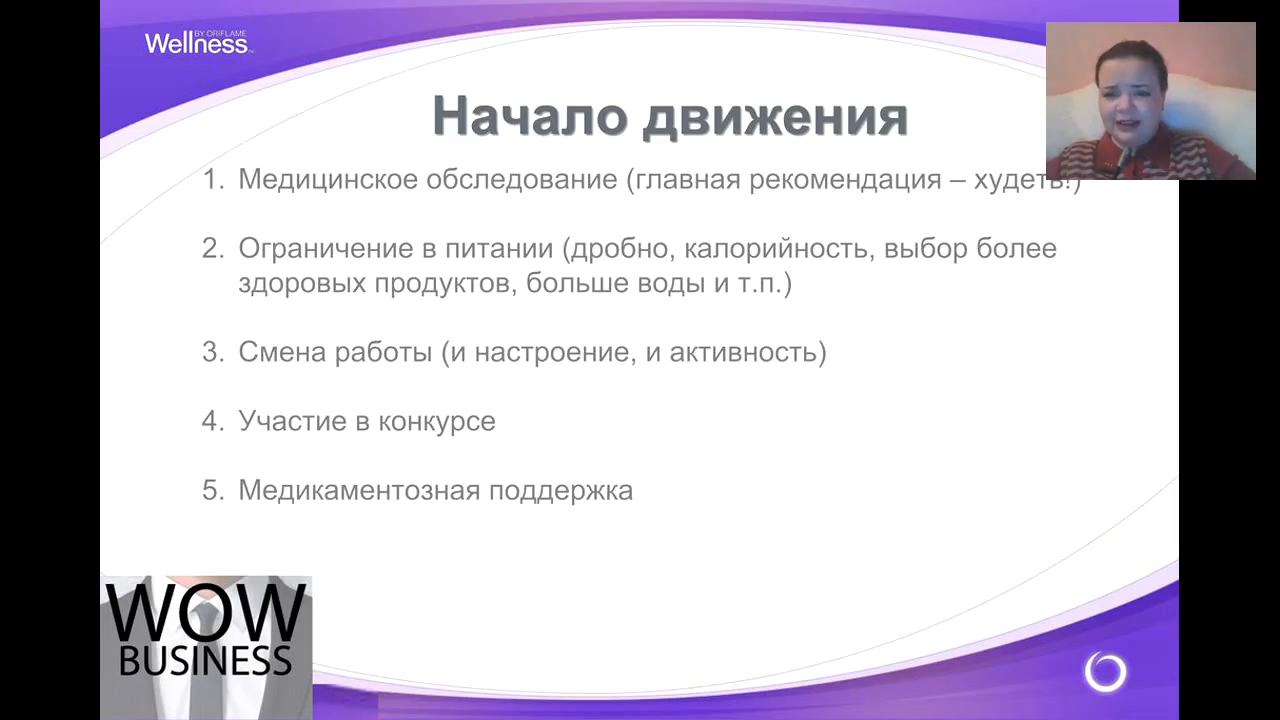 BY ORIFLAME
Wellness
Начало движения
1. Медицинское обследование (главная рекомендация – худеть!)
2. Ограничение в питании (дробно, калорийность, выбор более
здоровых продуктов, больше воды и т.п.)
3. Смена работы (и настроение, и активность)
4. Участие в конкурсе
5. Медикаментозная поддержка
WOW
BUSINESS